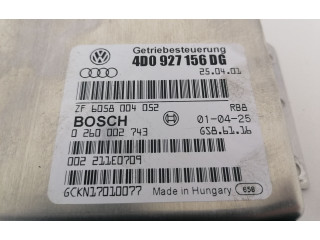 Getriebesteuerung
4D0 927 156 DG
25.04.01
ZF 6058 004 052 RBB
BOSCH 01-04-25
0 260 002 743 GS8.61.16
002 211E0709
GCKN17010077 Made in Hungary 650